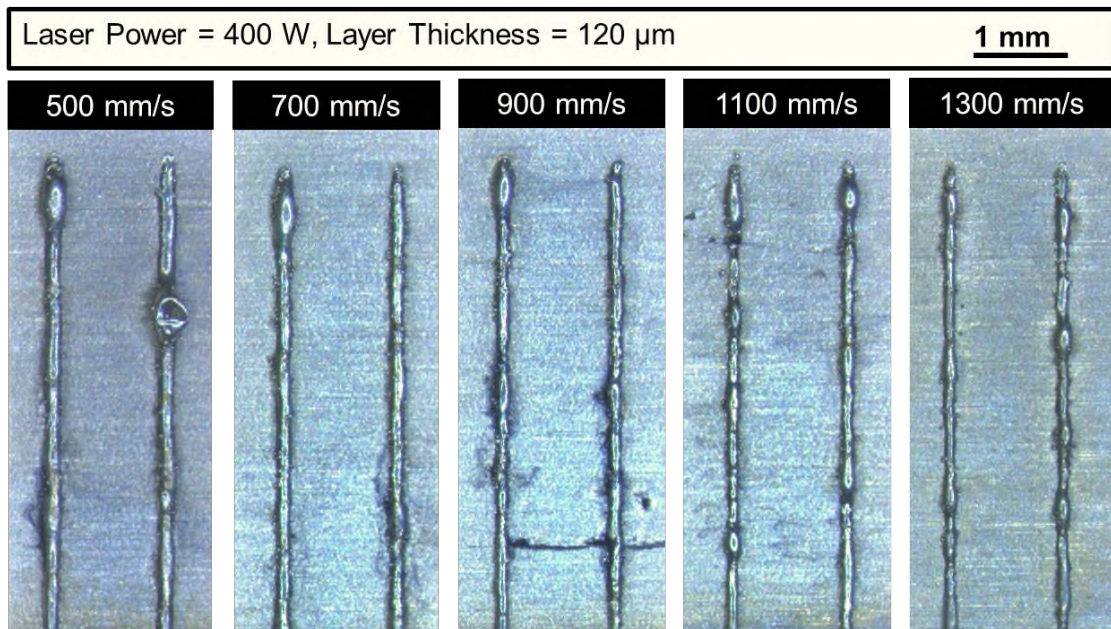 Laser Power = 400 W, Layer Thickness = 120 µm
1 mm
500 mm/s
700 mm/s
900 mm/s
1100 mm/s
1300 mm/s